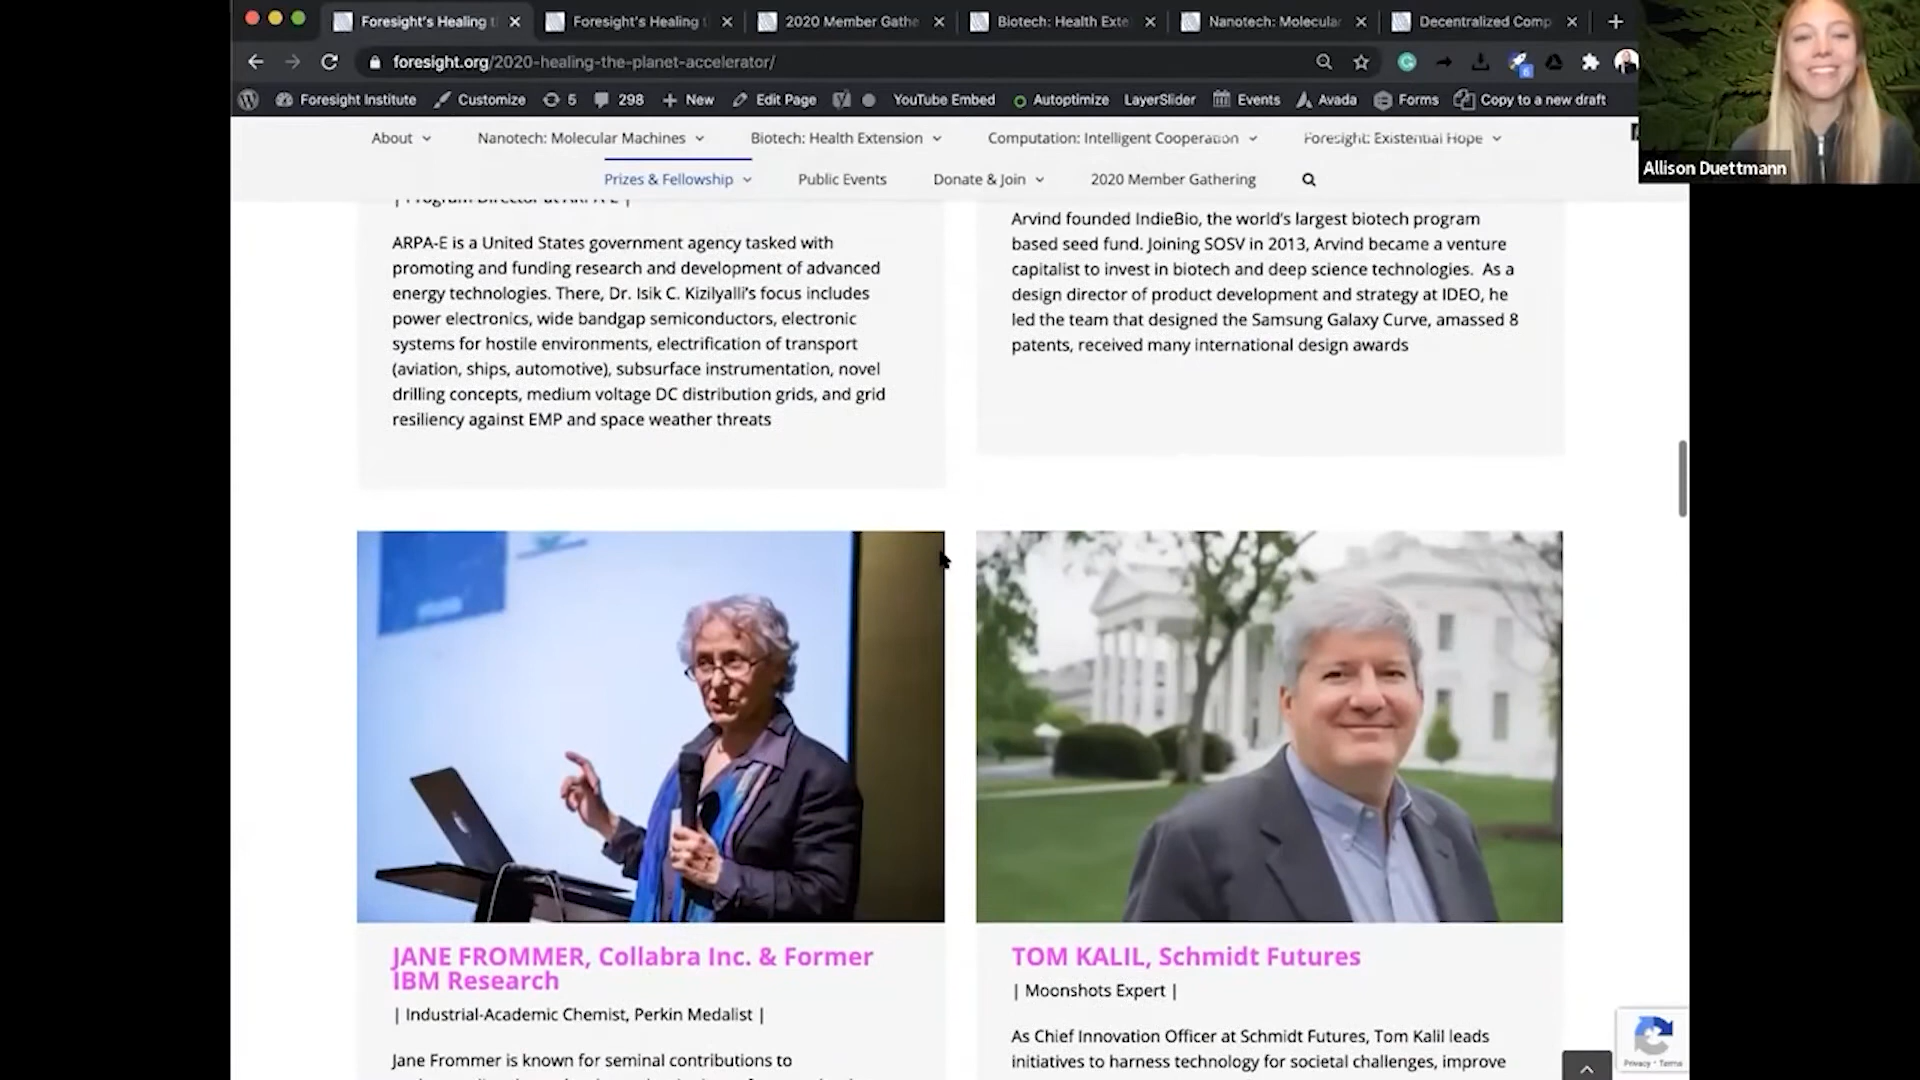 Foresight's Healing t
Foresight's Healing t
2020 Member Gathe
Biotech: Health Exte
Nanotech: Molecular
Decentralized Comp
foresight.org/2020-healing-the-planet-accelerator/
6
Foresight Institute
Customize
5
298
New
Edit Page
YouTube Embed
Autoptimize
LayerSlider
Events
Avada
Forms
Copy to a new draft
Allison Duettmann
About
Nanotech: Molecular Machines
Biotech: Health Extension
Computation: Intelligent Cooperation
Foresight: Existential Hope
Prizes & Fellowship
Public Events
Donate & Join
2020 Member Gathering
| Program Director at ARPA-E |
ARPA-E is a United States government agency tasked with
promoting and funding research and development of advanced
energy technologies. There, Dr. Isik C. Kizilyalli's focus includes
power electronics, wide bandgap semiconductors, electronic
systems for hostile environments, electrification of transport
(aviation, ships, automotive), subsurface instrumentation, novel
drilling concepts, medium voltage DC distribution grids, and grid
resiliency against EMP and space weather threats
Arvind founded IndieBio, the world's largest biotech program
based seed fund. Joining SOSV in 2013, Arvind became a venture
capitalist to invest in biotech and deep science technologies. As a
design director of product development and strategy at IDEO, he
led the team that designed the Samsung Galaxy Curve, amassed 8
patents, received many international design awards
JANE FROMMER, Collabra Inc. & Former
IBM Research
| Industrial-Academic Chemist, Perkin Medalist |
Jane Frommer is known for seminal contributions to
TOM KALIL, Schmidt Futures
| Moonshots Expert |
As Chief Innovation Officer at Schmidt Futures, Tom Kalil leads
initiatives to harness technology for societal challenges, improve
Privacy - Terms